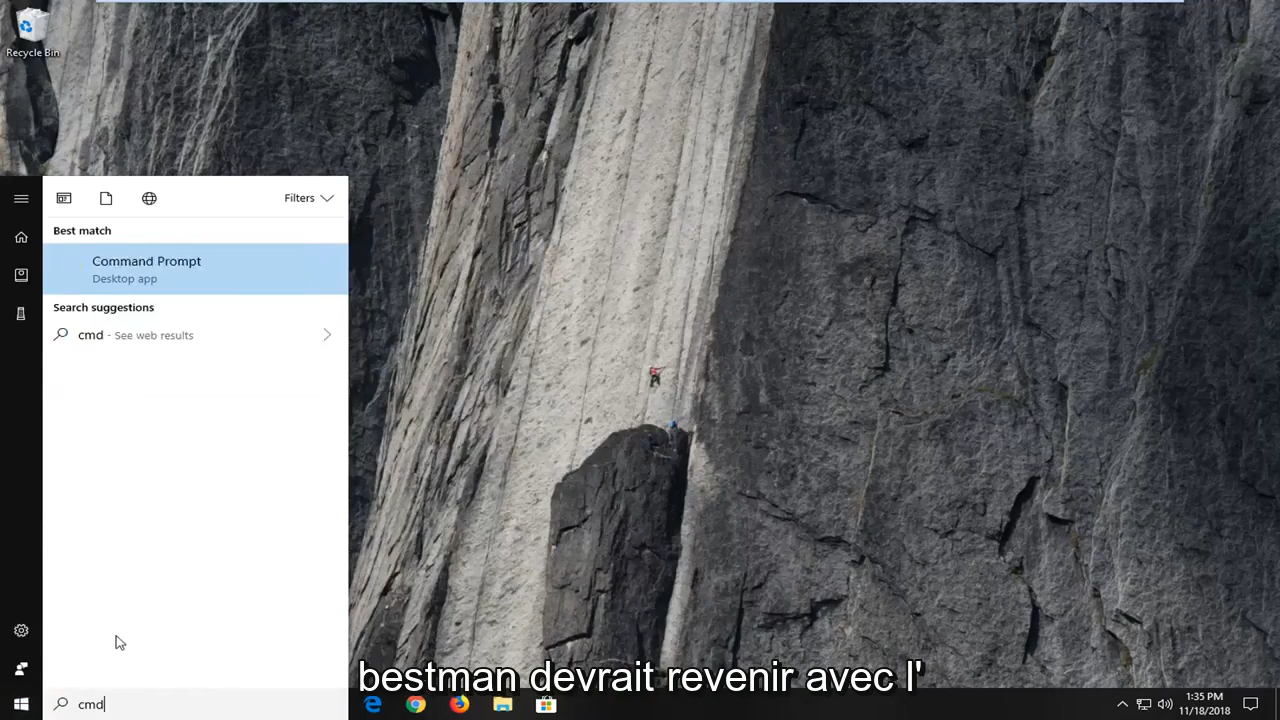 Recycle Bin
Filters
Best match
Command Prompt
Desktop app
Search suggestions
cmd - See web results
bestman devrait revenir avec l'
cmd
1:35 PM
11/18/2018